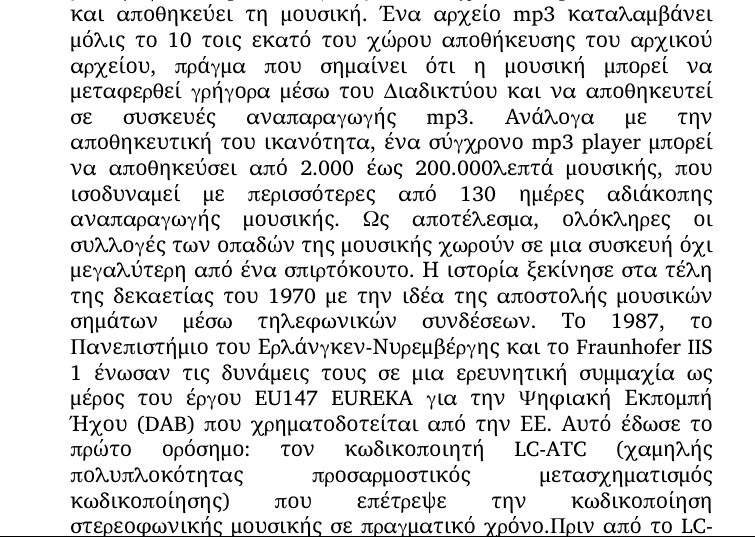 και αποθηκεύει τη μουσική. Ένα αρχείο mp3 καταλαμβάνει
μόλις το 10 τοις εκατό του χώρου αποθήκευσης του αρχικού
αρχείου, πράγμα που σημαίνει ότι η μουσική μπορεί να
μεταφερθεί γρήγορα μέσω του Διαδικτύου και να αποθηκευτεί
σε συσκευές αναπαραγωγής mp3. Ανάλογα με την
αποθηκευτική του ικανότητα, ένα σύγχρονο mp3 player μπορεί
να αποθηκεύσει από 2.000 έως 200.000λεπτά μουσικής, που
ισοδυναμεί με περισσότερες από 130 ημέρες αδιάκοπης
αναπαραγωγής μουσικής. Ως αποτέλεσμα, ολόκληρες οι
συλλογές των οπαδών της μουσικής χωρούν σε μια συσκευή όχι
μεγαλύτερη από ένα σπιρτόκουτο. Η ιστορία ξεκίνησε στα τέλη
της δεκαετίας του 1970 με την ιδέα της αποστολής μουσικών
σημάτων μέσω τηλεφωνικών συνδέσεων. Το 1987, το
Πανεπιστήμιο του Ερλάνγκεν-Νυρεμβέργης και το Fraunhofer IIS
1 ένωσαν τις δυνάμεις τους σε μια ερευνητική συμμαχία ως
μέρος του έργου EU147 EUREKA για την Ψηφιακή Εκπομπή
Ήχου (DAB) που χρηματοδοτείται από την ΕΕ. Αυτό έδωσε το
πρώτο ορόσημο: τον κωδικοποιητή LC-ATC (χαμηλής
πολυπλοκότητας προσαρμοστικός μετασχηματισμός
κωδικοποίησης) που επέτρεψε την κωδικοποίηση
στερεοφωνικής μουσικής σε πραγματικό χρόνο.Πριν από το LC-